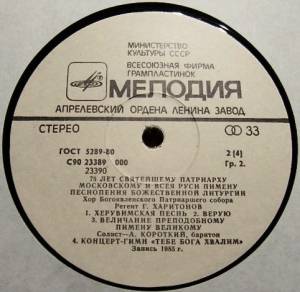 МИНИСТЕРСТВО
КУЛЬТУРЫ СССР
ВСЕСОЮЗНАЯ ФИРМА
ГРАМПЛАСТИНОК
МЕЛОДИЯ
АПРЕЛЕВСКИЙ ОРДЕНА ЛЕНИНА ЗАВОД
СТЕРЕО 33
ГОСТ 5289-80 2 (4)
С90 23389 000 Гр. 2.
23390
75 ЛЕТ СВЯТЕЙШЕМУ ПАТРИАРХУ
МОСКОВСКОМУ И ВСЕЯ РУСИ ПИМЕНУ
ПЕСНОПЕНИЯ БОЖЕСТВЕННОЙ ЛИТУРГИИ
Хор Богоявленского Патриаршего собора
Регент Г. ХАРИТОНОВ
1. ХЕРУВИМСКАЯ ПЕСНЬ 2. ВЕРУЮ
3. ВЕЛИЧАНИЕ ПРЕПОДОБНОМУ
ПИМЕНУ ВЕЛИКОМУ
Солист—А. КОРОТКИЙ, баритон
4. КОНЦЕРТ-ГИМН «ТЕБЕ БОГА ХВАЛИМ»
Запись 1985 г.